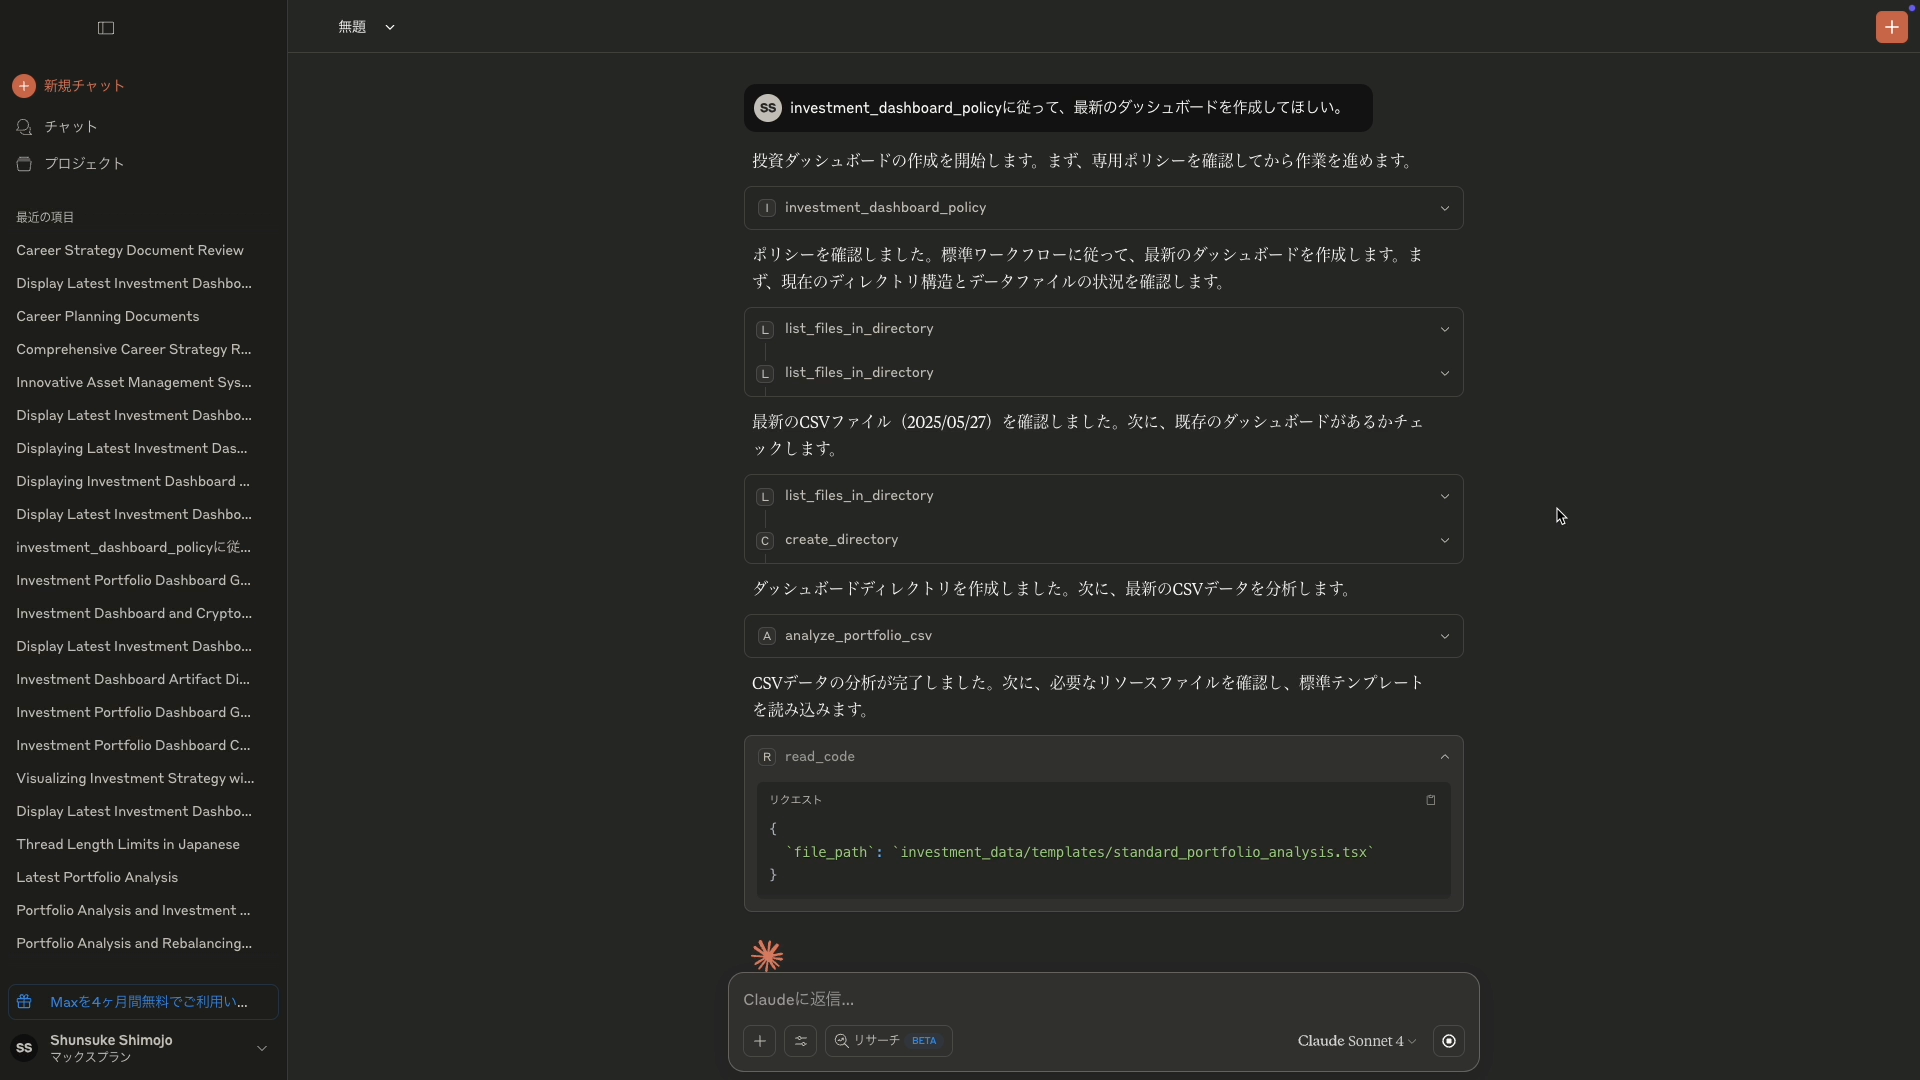 新規チャット
チャット
プロジェクト
最近の項目
Career Strategy Document Review
Display Latest Investment Dashbo...
Career Planning Documents
Comprehensive Career Strategy R...
Innovative Asset Management Sys...
Display Latest Investment Dashbo...
Displaying Latest Investment Das...
Displaying Investment Dashboard ...
Display Latest Investment Dashbo...
investment_dashboard_policyに従...
Investment Portfolio Dashboard G...
Investment Dashboard and Crypto...
Display Latest Investment Dashbo...
Investment Dashboard Artifact Di...
Investment Portfolio Dashboard G...
Investment Portfolio Dashboard C...
Visualizing Investment Strategy wi...
Display Latest Investment Dashbo...
Thread Length Limits in Japanese
Latest Portfolio Analysis
Portfolio Analysis and Investment ...
Portfolio Analysis and Rebalancing...
Maxを4ヶ月間無料でご利用い...
SS Shunsuke Shimojo
マックスプラン
無題
SS investment_dashboard_policyに従って、最新のダッシュボードを作成してほしい。
投資ダッシュボードの作成を開始します。まず、専用ポリシーを確認してから作業を進めます。
I investment_dashboard_policy
ポリシーを確認しました。標準ワークフローに従って、最新のダッシュボードを作成します。ま
ず、現在のディレクトリ構造とデータファイルの状況を確認します。
L list_files_in_directory
L list_files_in_directory
最新のCSVファイル（2025/05/27）を確認しました。次に、既存のダッシュボードがあるかチェ
ックします。
L list_files_in_directory
C create_directory
ダッシュボードディレクトリを作成しました。次に、最新のCSVデータを分析します。
A analyze_portfolio_csv
CSVデータの分析が完了しました。次に、必要なリソースファイルを確認し、標準テンプレート
を読み込みます。
R read_code
リクエスト
{
`file_path`: `investment_data/templates/standard_portfolio_analysis.tsx`
}
Claudeに返信...
リサーチ BETA
Claude Sonnet 4